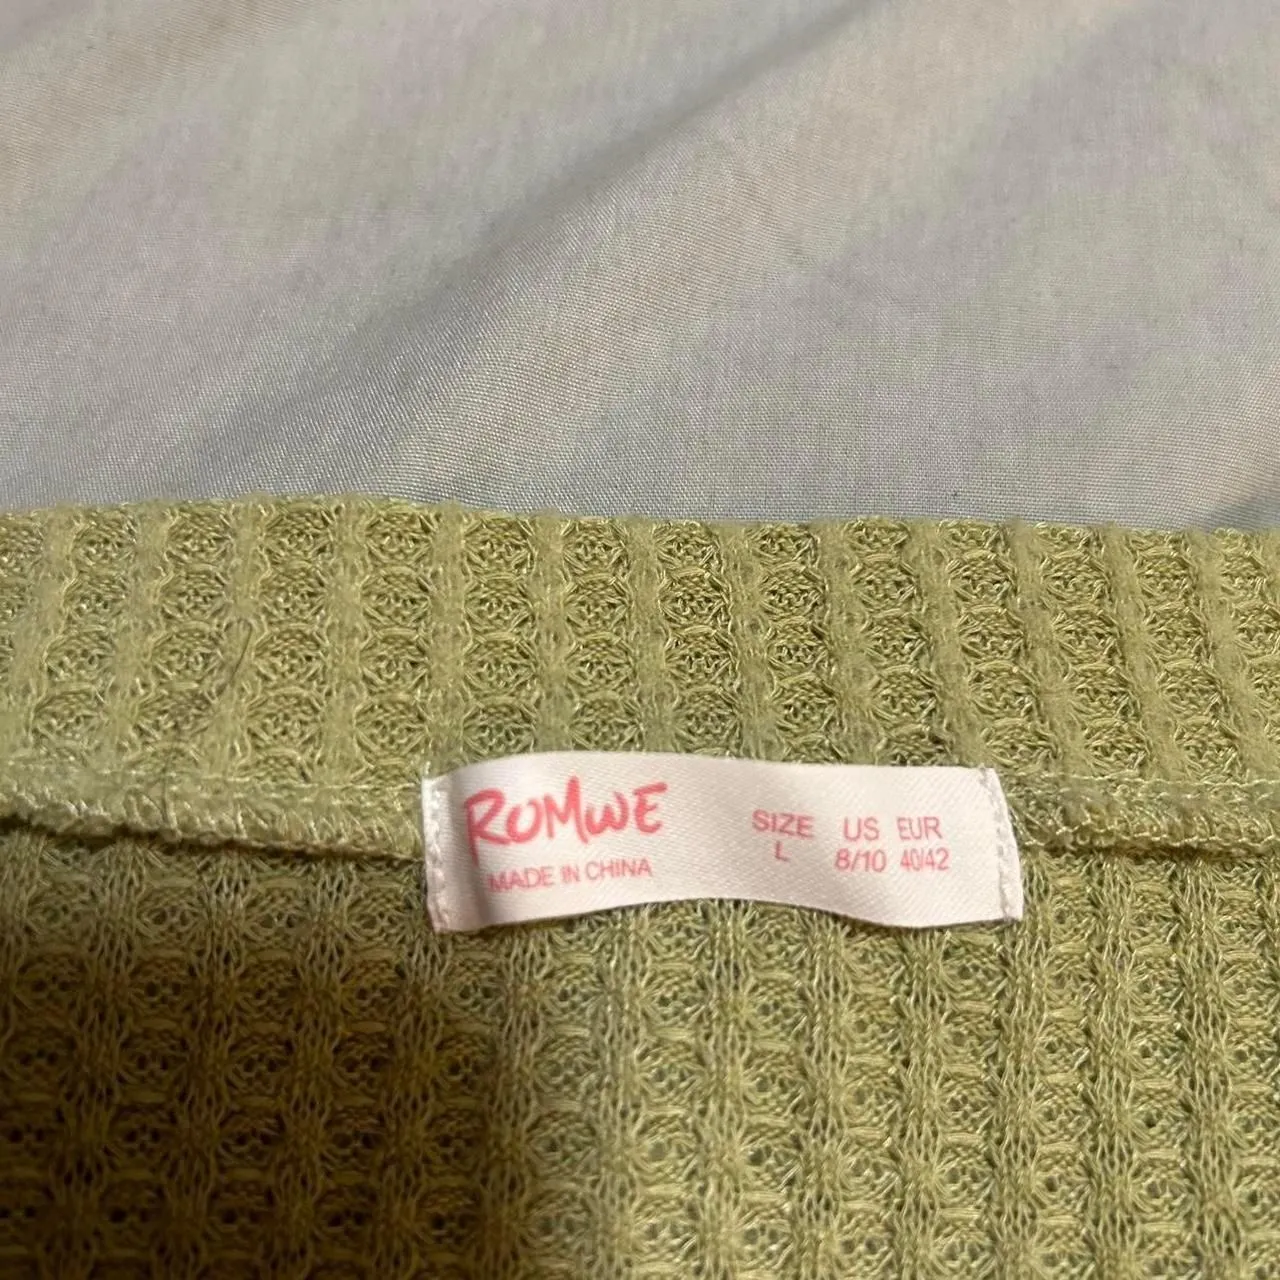 ROMWE
MADE IN CHINA
SIZE US EUR
L 8/10 40/42